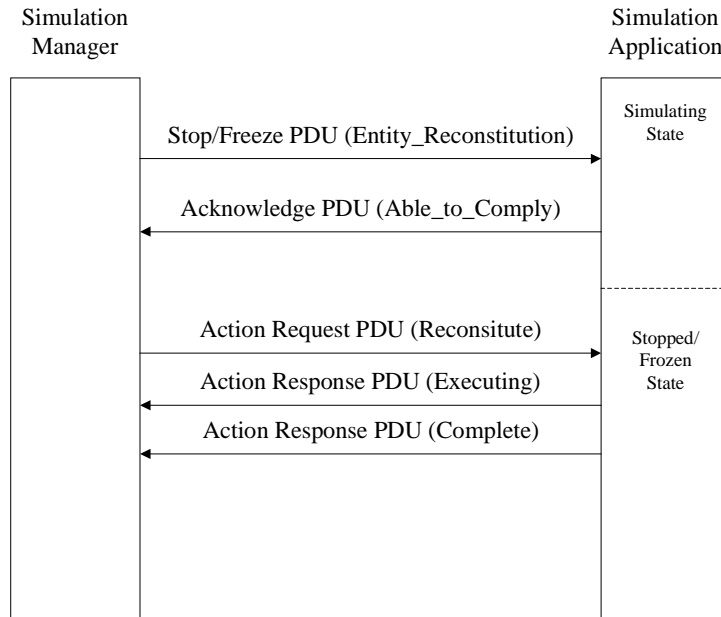 Simulation
Manager
Simulation
Application
Simulating
State
Stop/Freeze PDU (Entity_Reconstitution)
Acknowledge PDU (Able_to_Comply)
Action Request PDU (Reconsitute)
Stopped/
Frozen
State
Action Response PDU (Executing)
Action Response PDU (Complete)